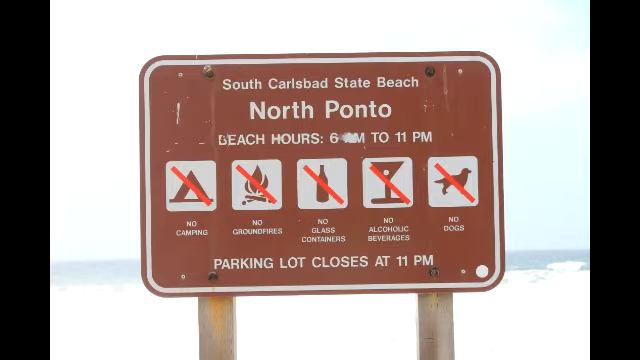 South Carlsbad State Beach
North Ponto
BEACH HOURS: 6 AM TO 11 PM
NO CAMPING
NO GROUNDFIRES
NO GLASS CONTAINERS
NO ALCOHOLIC BEVERAGES
NO DOGS
PARKING LOT CLOSES AT 11 PM